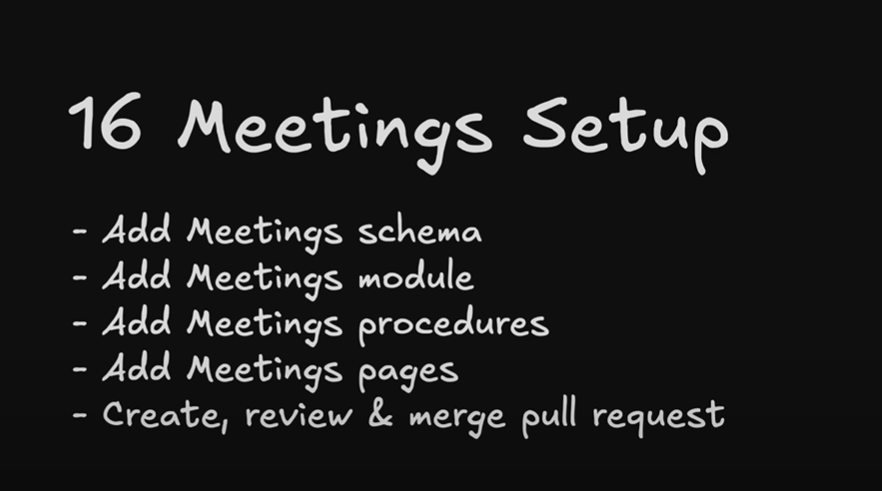 16 Meetings Setup
- Add Meetings schema
- Add Meetings module
- Add Meetings procedures
- Add Meetings pages
- Create, review & merge pull request